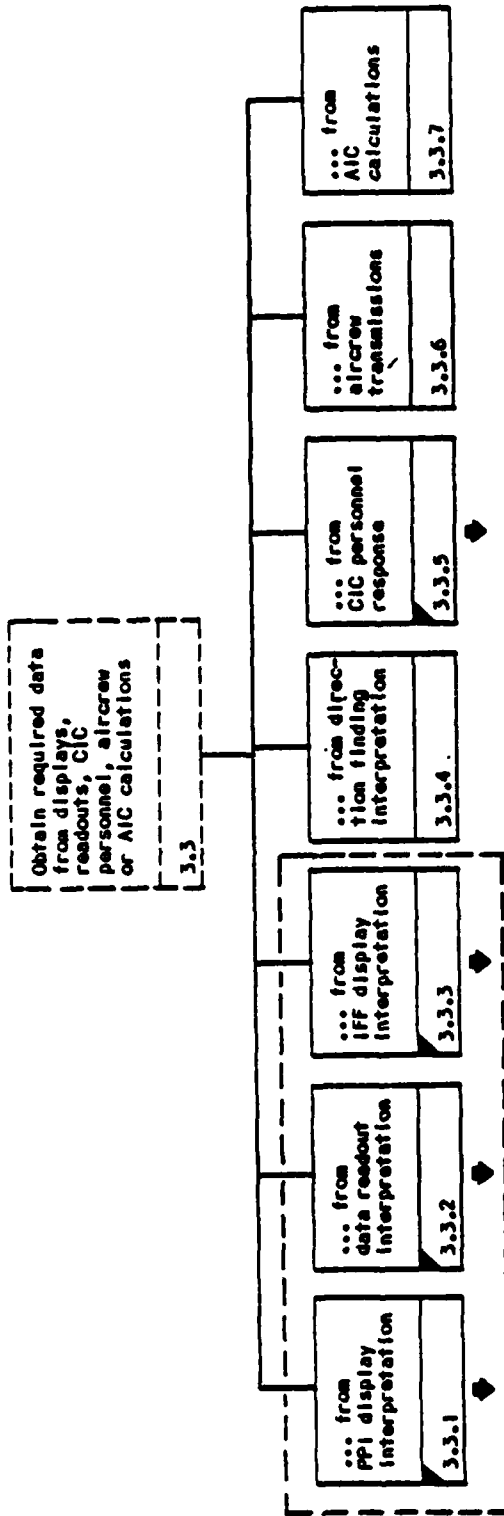 Obtain required data
from displays,
readouts, CIC
personnel, aircrew
or AIC calculations
3.3
... from
PPI display
interpretation
3.3.1
... from
data readout
interpretation
3.3.2
... from
IFF display
interpretation
3.3.3
... from direc-
tion finding
interpretation
3.3.4
... from
CIC personnel
response
3.3.5
... from
aircrew
transmissions
3.3.6
... from
AIC
calculations
3.3.7